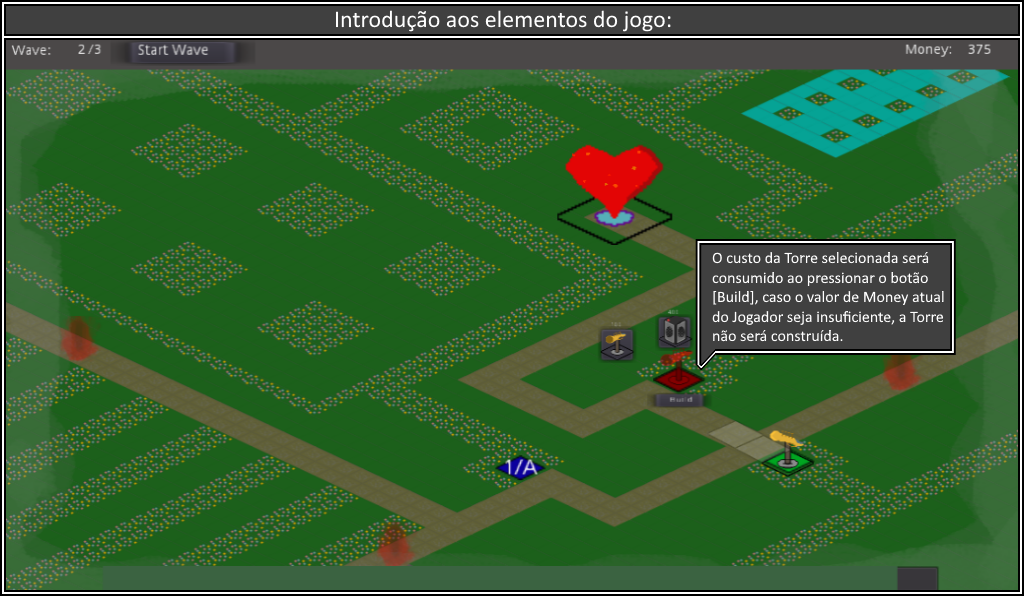 Introdução aos elementos do jogo:
Wave: 2/3 Start Wave Money: 375
O custo da Torre selecionada será
consumido ao pressionar o botão
[Build], caso o valor de Money atual
do Jogador seja insuficiente, a Torre
não será construída.
Build
1/A